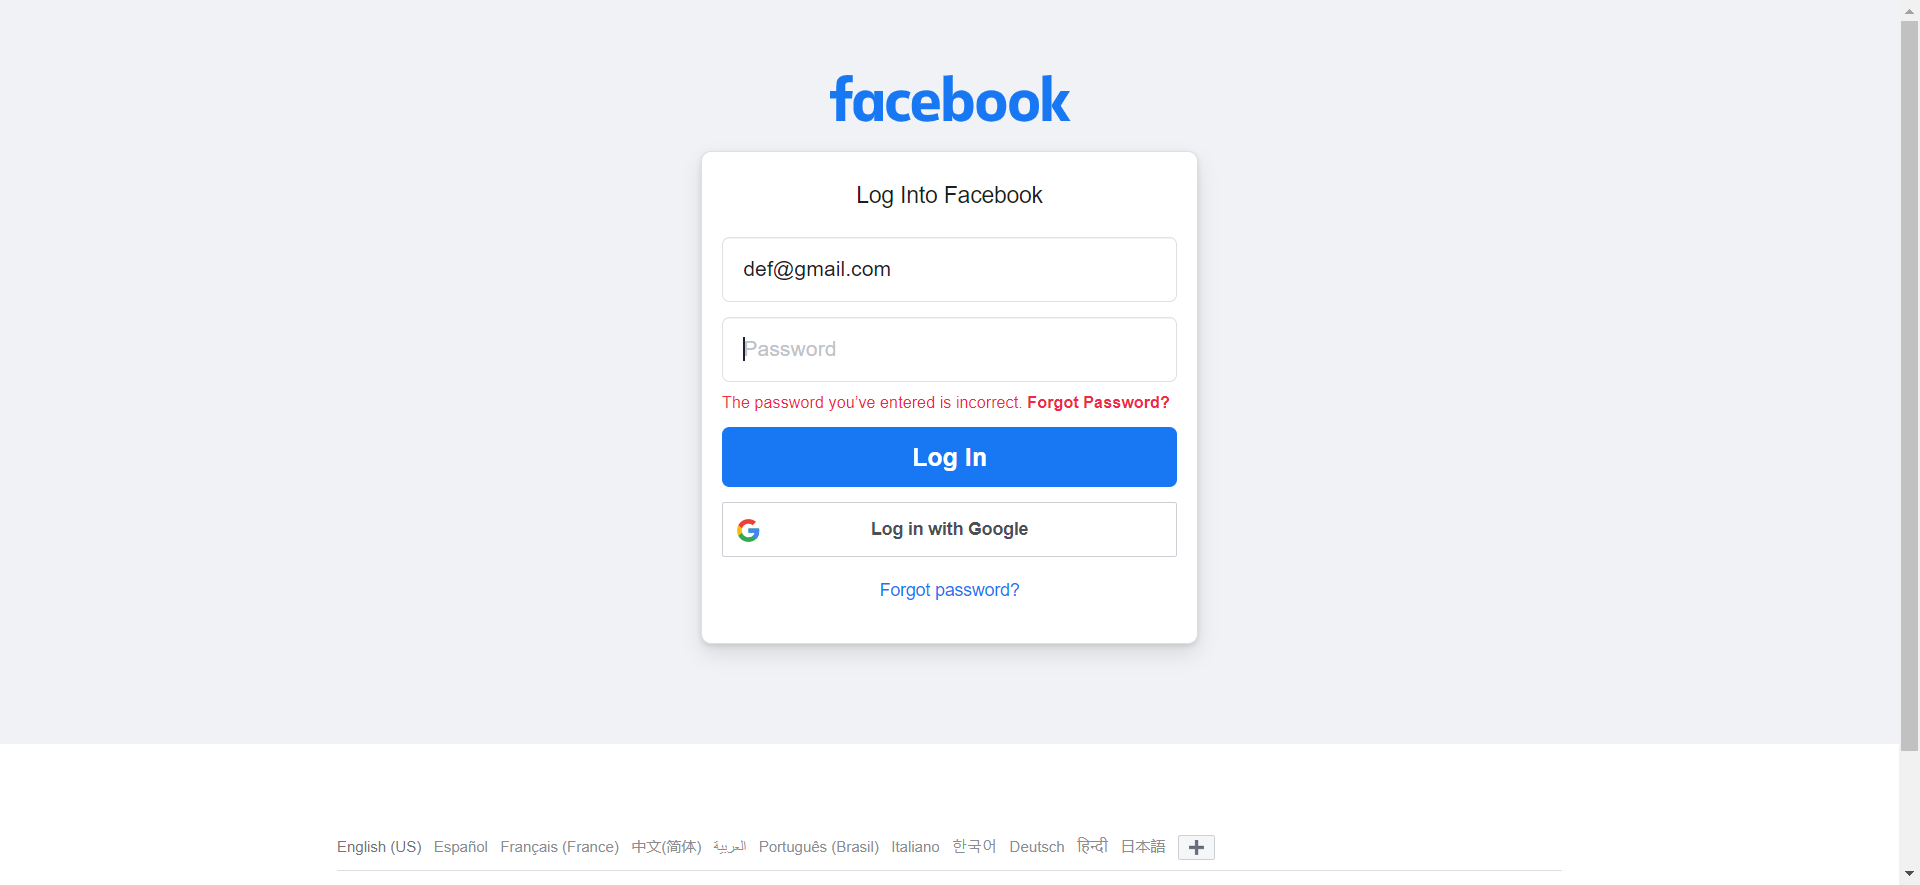 facebook
Log Into Facebook
def@gmail.com
Password
The password you’ve entered is incorrect. Forgot Password?
Log In
Log in with Google
Forgot password?
English (US) Español Français (France) 中文(简体) العربية Português (Brasil) Italiano 한국어 Deutsch हिन्दी 日本語